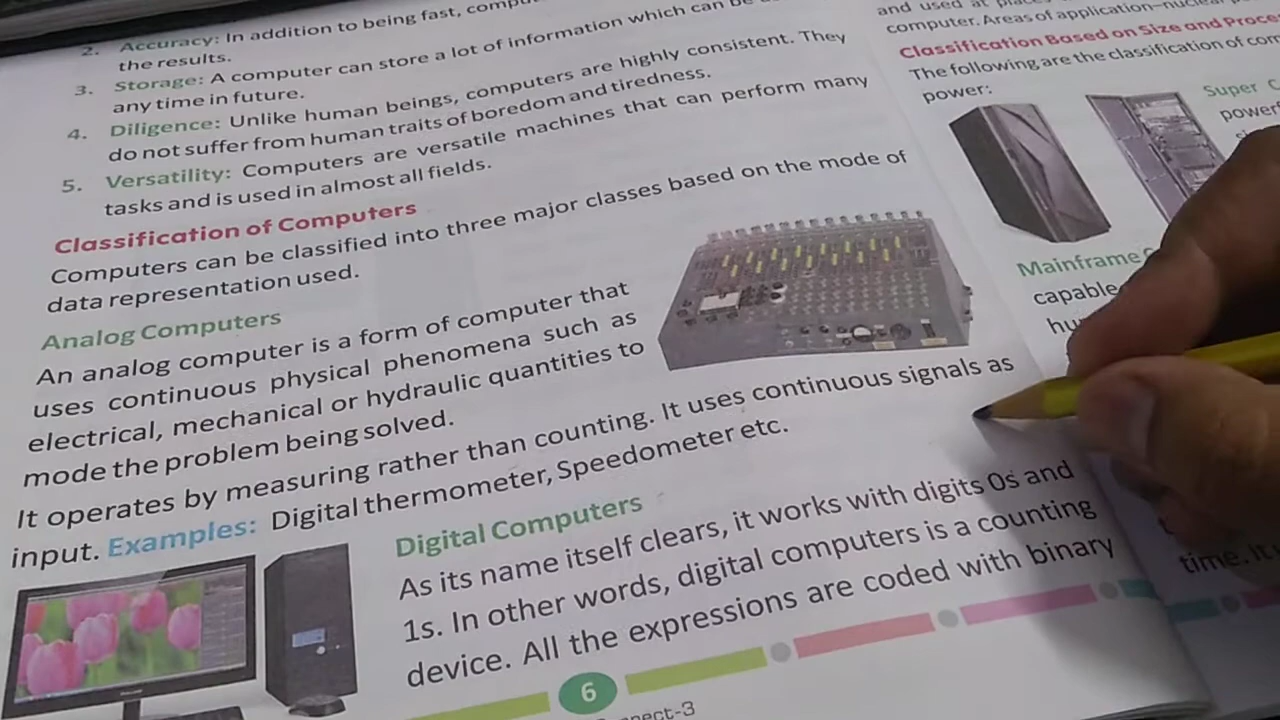 2. Accuracy: In addition to being fast,
the results.
3. Storage: A computer can store a lot of information which can be
any time in future.
4. Diligence: Unlike human beings, computers are highly consistent. They
do not suffer from human traits of boredom and tiredness.
5. Versatility: Computers are versatile machines that can perform many
tasks and is used in almost all fields.
Classification of Computers
Computers can be classified into three major classes based on the mode of
data representation used.
Analog Computers
An analog computer is a form of computer that
uses continuous physical phenomena such as
electrical, mechanical or hydraulic quantities to
mode the problem being solved.
It operates by measuring rather than counting. It uses continuous signals as
input. Examples: Digital thermometer, Speedometer etc.
Digital Computers
As its name itself clears, it works with digits 0s and
1s. In other words, digital computers is a counting
device. All the expressions are coded with binary
6
and used at
computer. Areas of application–nuclear
Classification Based on Size and
The following are the classification of
power:
Super
Mainframe
capable
time. It